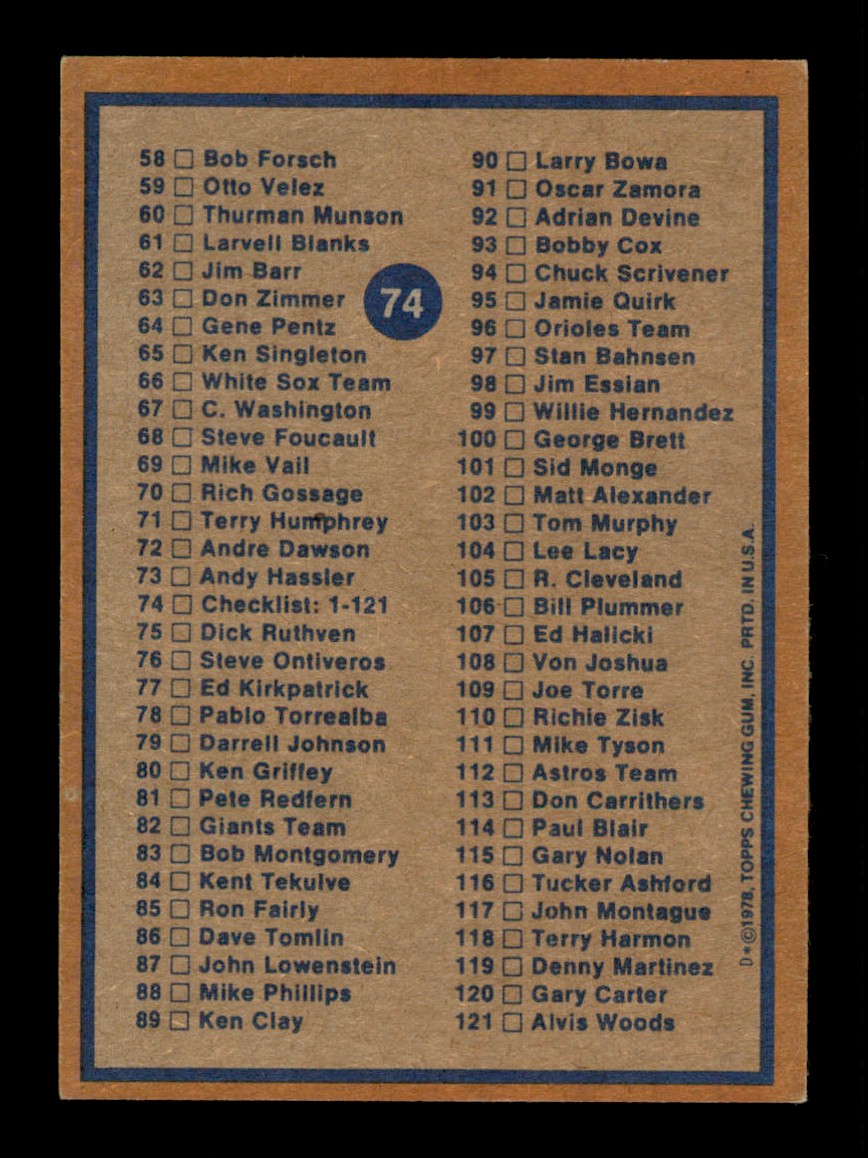 58 □ Bob Forsch
59 □ Otto Velez
60 □ Thurman Munson
61 □ Larvell Blanks
62 □ Jim Barr
63 □ Don Zimmer
64 □ Gene Pentz
65 □ Ken Singleton
66 □ White Sox Team
67 □ C. Washington
68 □ Steve Foucault
69 □ Mike Vail
70 □ Rich Gossage
71 □ Terry Humphrey
72 □ Andre Dawson
73 □ Andy Hassler
74 □ Checklist: 1-121
75 □ Dick Ruthven
76 □ Steve Ontiveros
77 □ Ed Kirkpatrick
78 □ Pablo Torrealba
79 □ Darrell Johnson
80 □ Ken Griffey
81 □ Pete Redfern
82 □ Giants Team
83 □ Bob Montgomery
84 □ Kent Tekulve
85 □ Ron Fairly
86 □ Dave Tomlin
87 □ John Lowenstein
88 □ Mike Phillips
89 □ Ken Clay
74
90 □ Larry Bowa
91 □ Oscar Zamora
92 □ Adrian Devine
93 □ Bobby Cox
94 □ Chuck Scrivener
95 □ Jamie Quirk
96 □ Orioles Team
97 □ Stan Bahnsen
98 □ Jim Essian
99 □ Willie Hernandez
100 □ George Brett
101 □ Sid Monge
102 □ Matt Alexander
103 □ Tom Murphy
104 □ Lee Lacy
105 □ R. Cleveland
106 □ Bill Plummer
107 □ Ed Halicki
108 □ Von Joshua
109 □ Joe Torre
110 □ Richie Zisk
111 □ Mike Tyson
112 □ Astros Team
113 □ Don Carrithers
114 □ Paul Blair
115 □ Gary Nolan
116 □ Tucker Ashford
117 □ John Montague
118 □ Terry Harmon
119 □ Denny Martinez
120 □ Gary Carter
121 □ Alvis Woods
D*©1978, TOPPS CHEWING GUM, INC. PRTD. IN U.S.A.